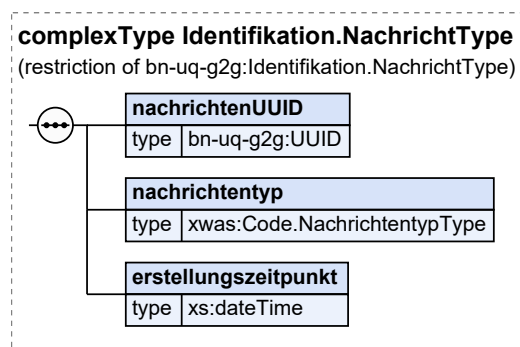 complexType Identifikation.NachrichtType
(restriction of bn-uq-g2g:Identifikation.NachrichtType)
nachrichtenUUID
type bn-uq-g2g:UUID
nachrichtentyp
type xwas:Code.NachrichtentypType
erstellungszeitpunkt
type xs:dateTime